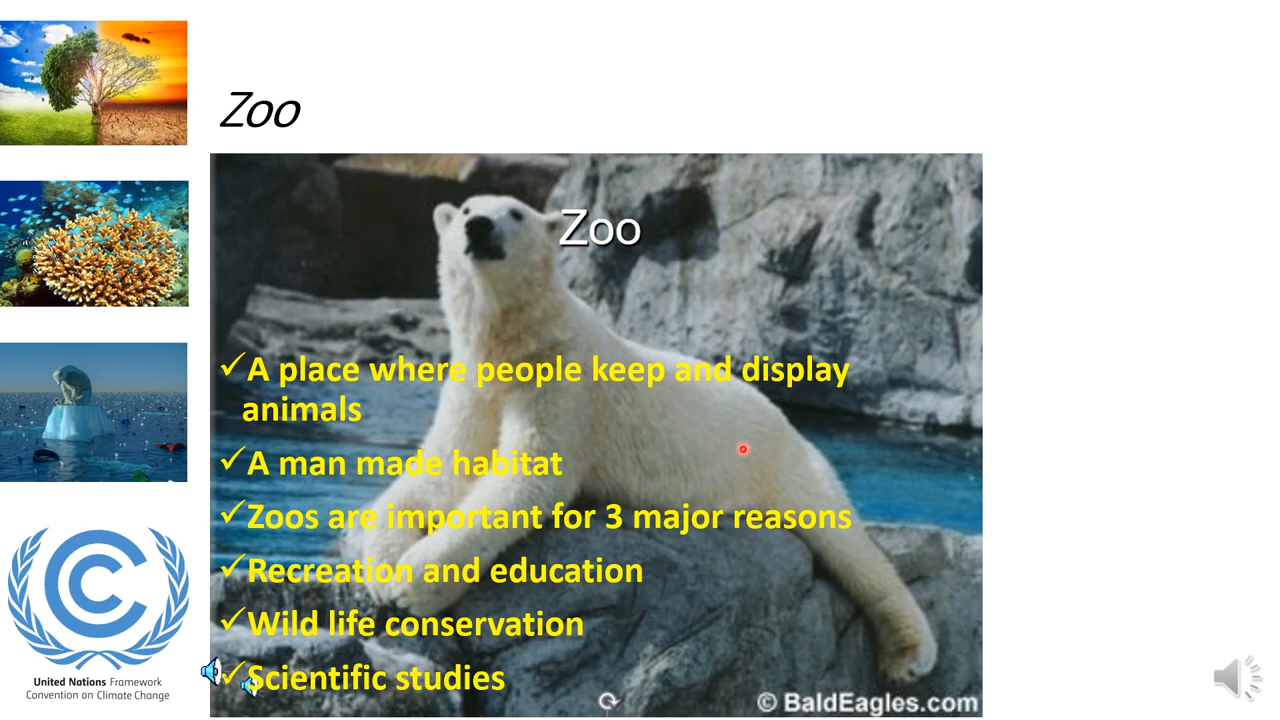 Zoo
Zoo
✓A place where people keep and display
animals
✓A man made habitat
✓Zoos are important for 3 major reasons
✓Recreation and education
✓Wild life conservation
✓Scientific studies
© BaldEagles.com
United Nations Framework
Convention on Climate Change